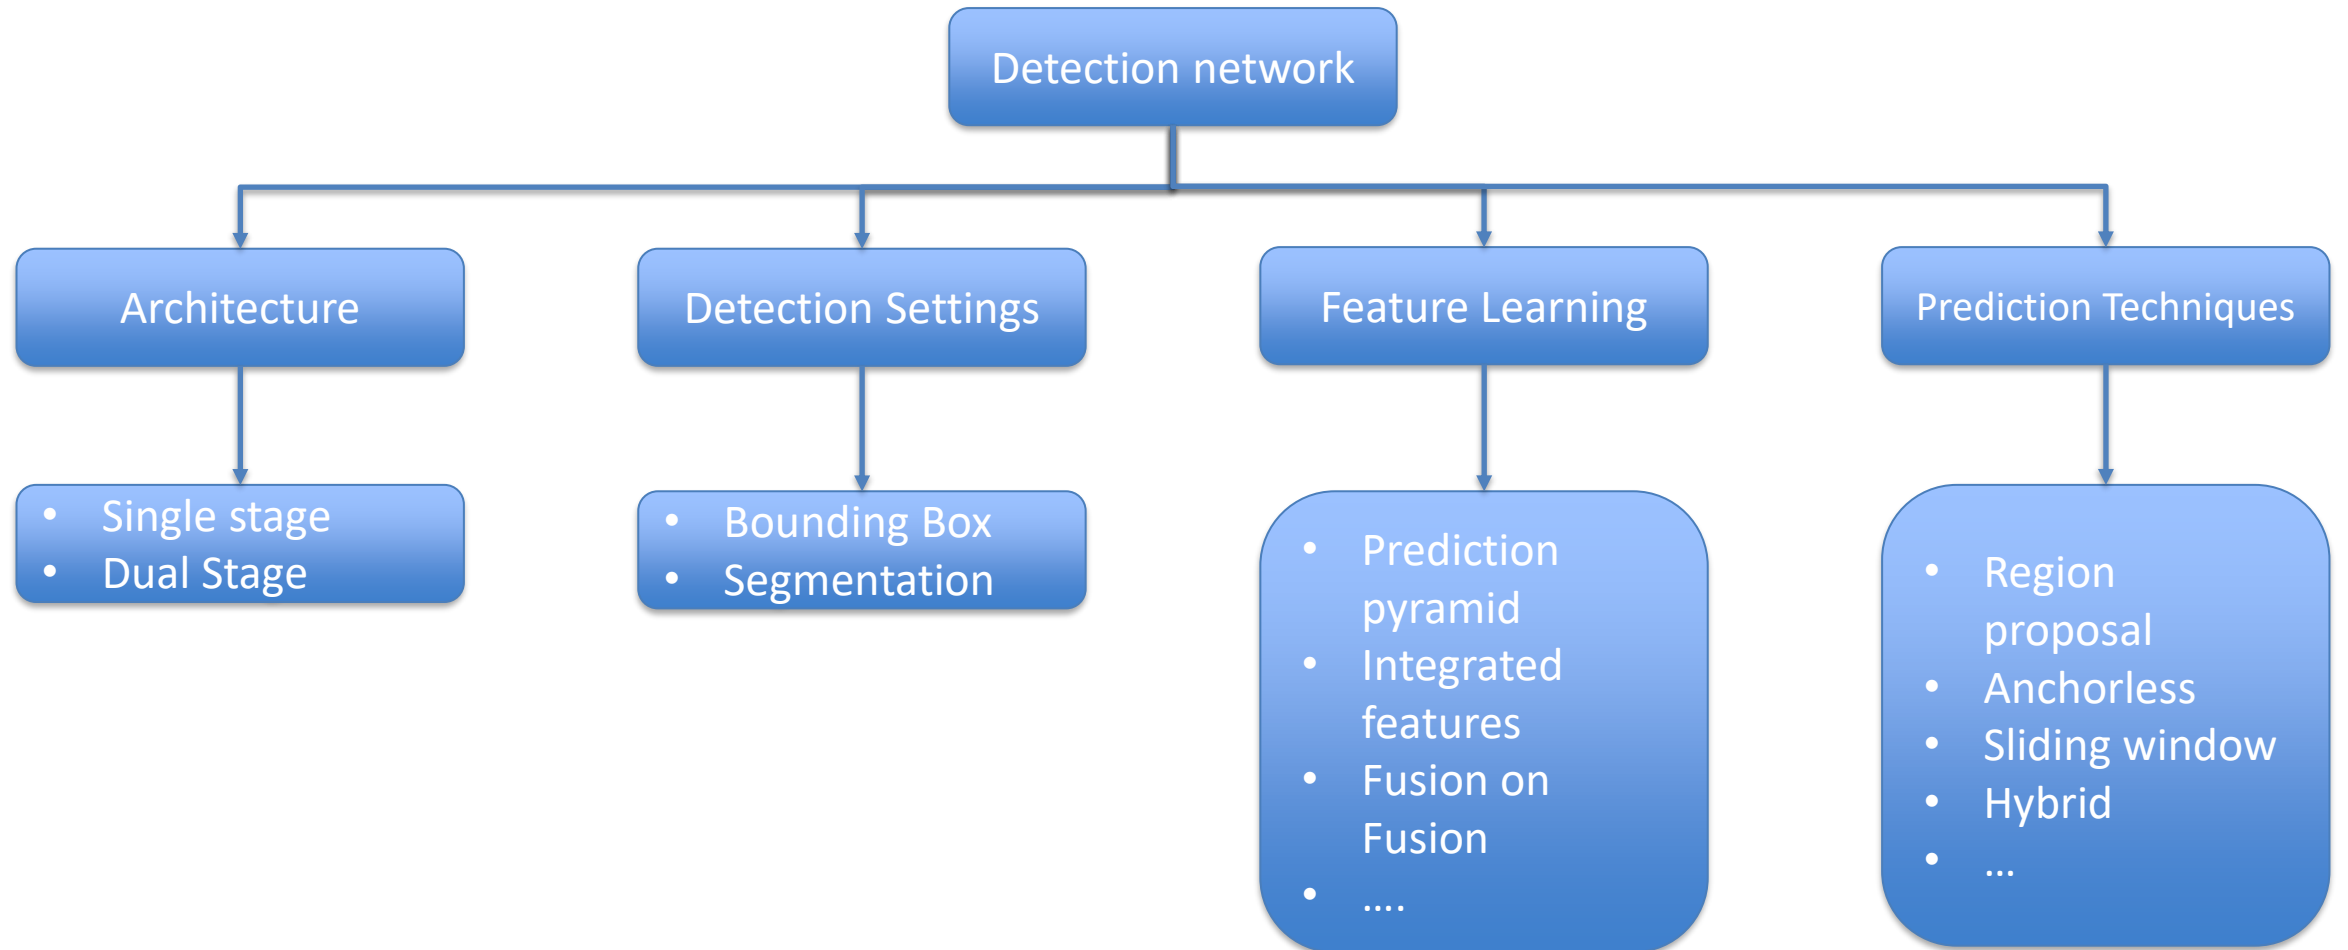 Detection network
Architecture
Detection Settings
Feature Learning
Prediction Techniques
• Single stage
• Dual Stage
• Bounding Box
• Segmentation
• Prediction
pyramid
• Integrated
features
• Fusion on
Fusion
• ....
• Region
proposal
• Anchorless
• Sliding window
• Hybrid
• ...